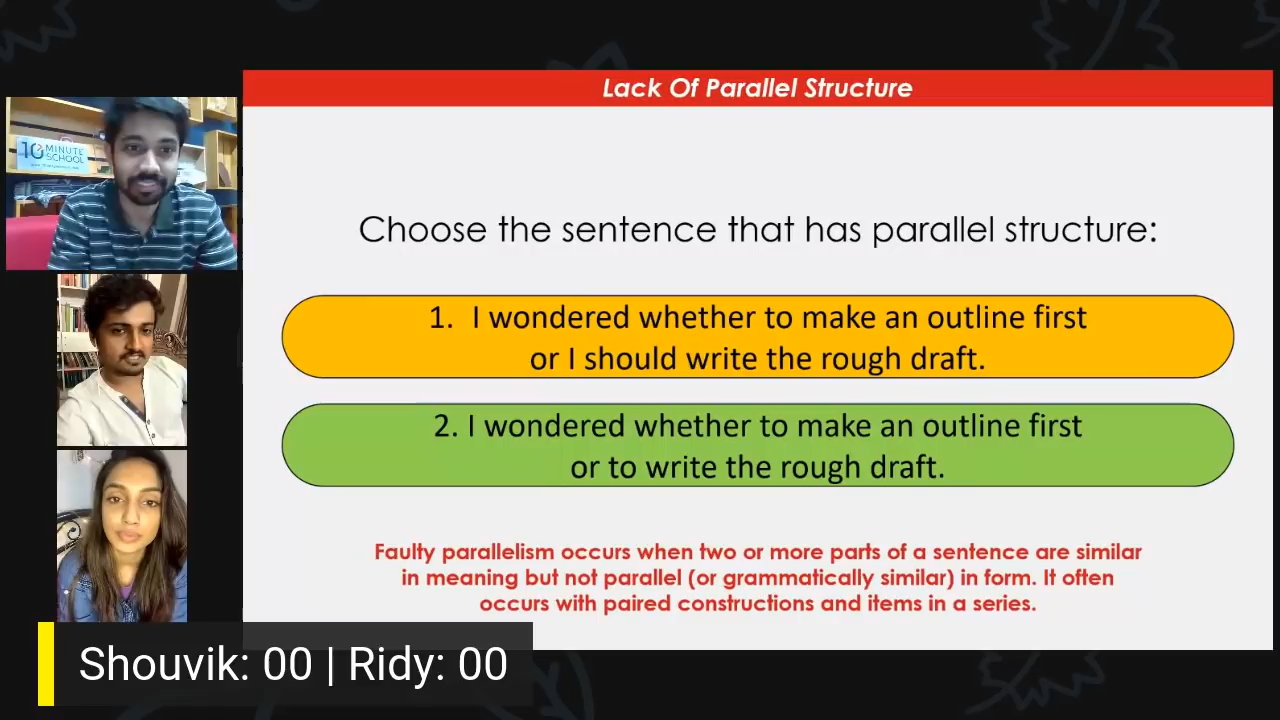 Lack Of Parallel Structure
10 MINUTE
SCHOOL
Choose the sentence that has parallel structure:
1. I wondered whether to make an outline first
or I should write the rough draft.
2. I wondered whether to make an outline first
or to write the rough draft.
Faulty parallelism occurs when two or more parts of a sentence are similar
in meaning but not parallel (or grammatically similar) in form. It often
occurs with paired constructions and items in a series.
Shouvik: 00 | Ridy: 00